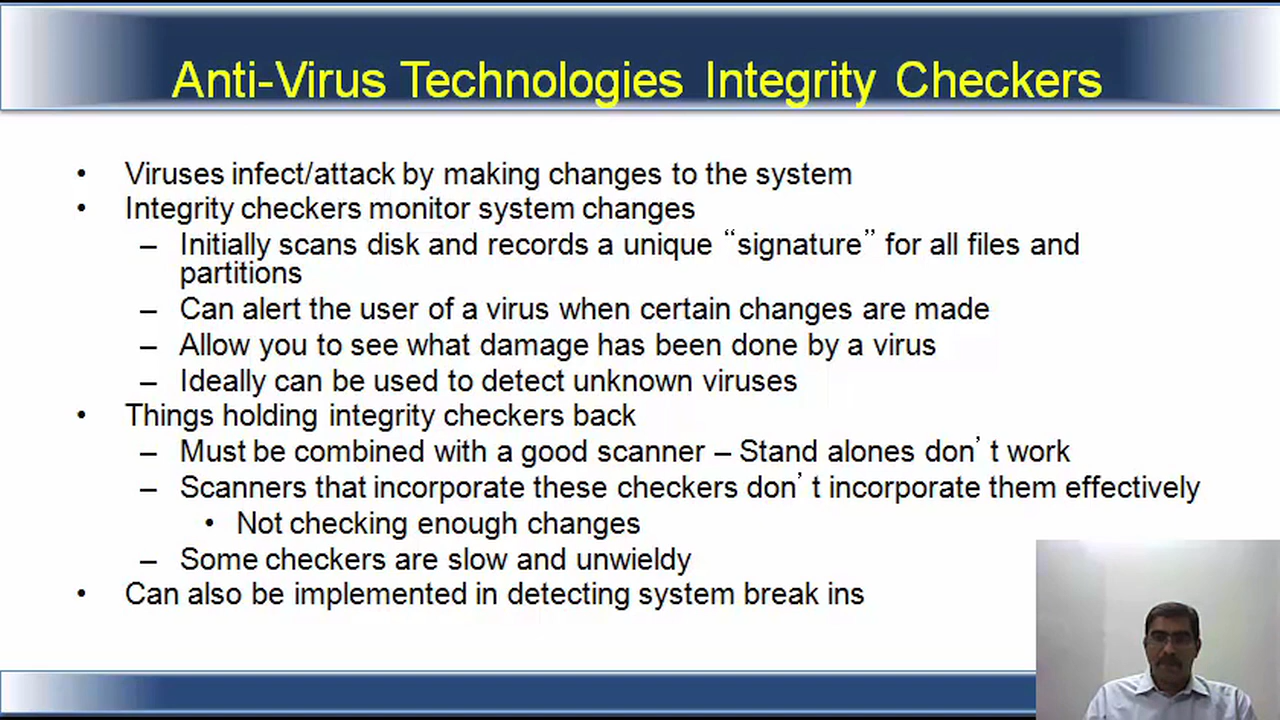 Anti-Virus Technologies Integrity Checkers
• Viruses infect/attack by making changes to the system
• Integrity checkers monitor system changes
– Initially scans disk and records a unique “signature” for all files and
partitions
– Can alert the user of a virus when certain changes are made
– Allow you to see what damage has been done by a virus
– Ideally can be used to detect unknown viruses
• Things holding integrity checkers back
– Must be combined with a good scanner – Stand alones don’ t work
– Scanners that incorporate these checkers don’ t incorporate them effectively
• Not checking enough changes
– Some checkers are slow and unwieldy
• Can also be implemented in detecting system break ins